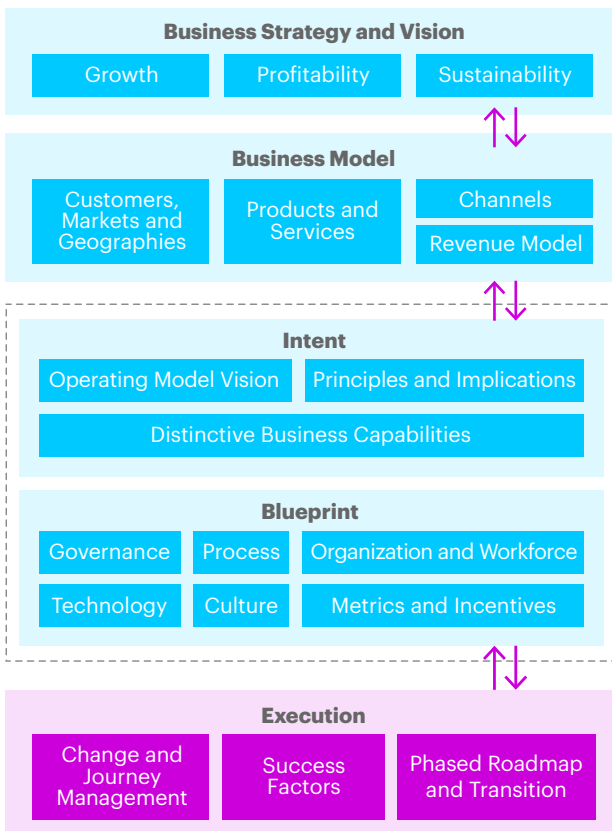 Business Strategy and Vision
Growth
Profitability
Sustainability
Business Model
Customers,
Markets and
Geographies
Products and
Services
Channels
Revenue Model
Intent
Operating Model Vision
Principles and Implications
Distinctive Business Capabilities
Blueprint
Governance
Process
Organization and Workforce
Technology
Culture
Metrics and Incentives
Execution
Change and
Journey
Management
Success
Factors
Phased Roadmap
and Transition